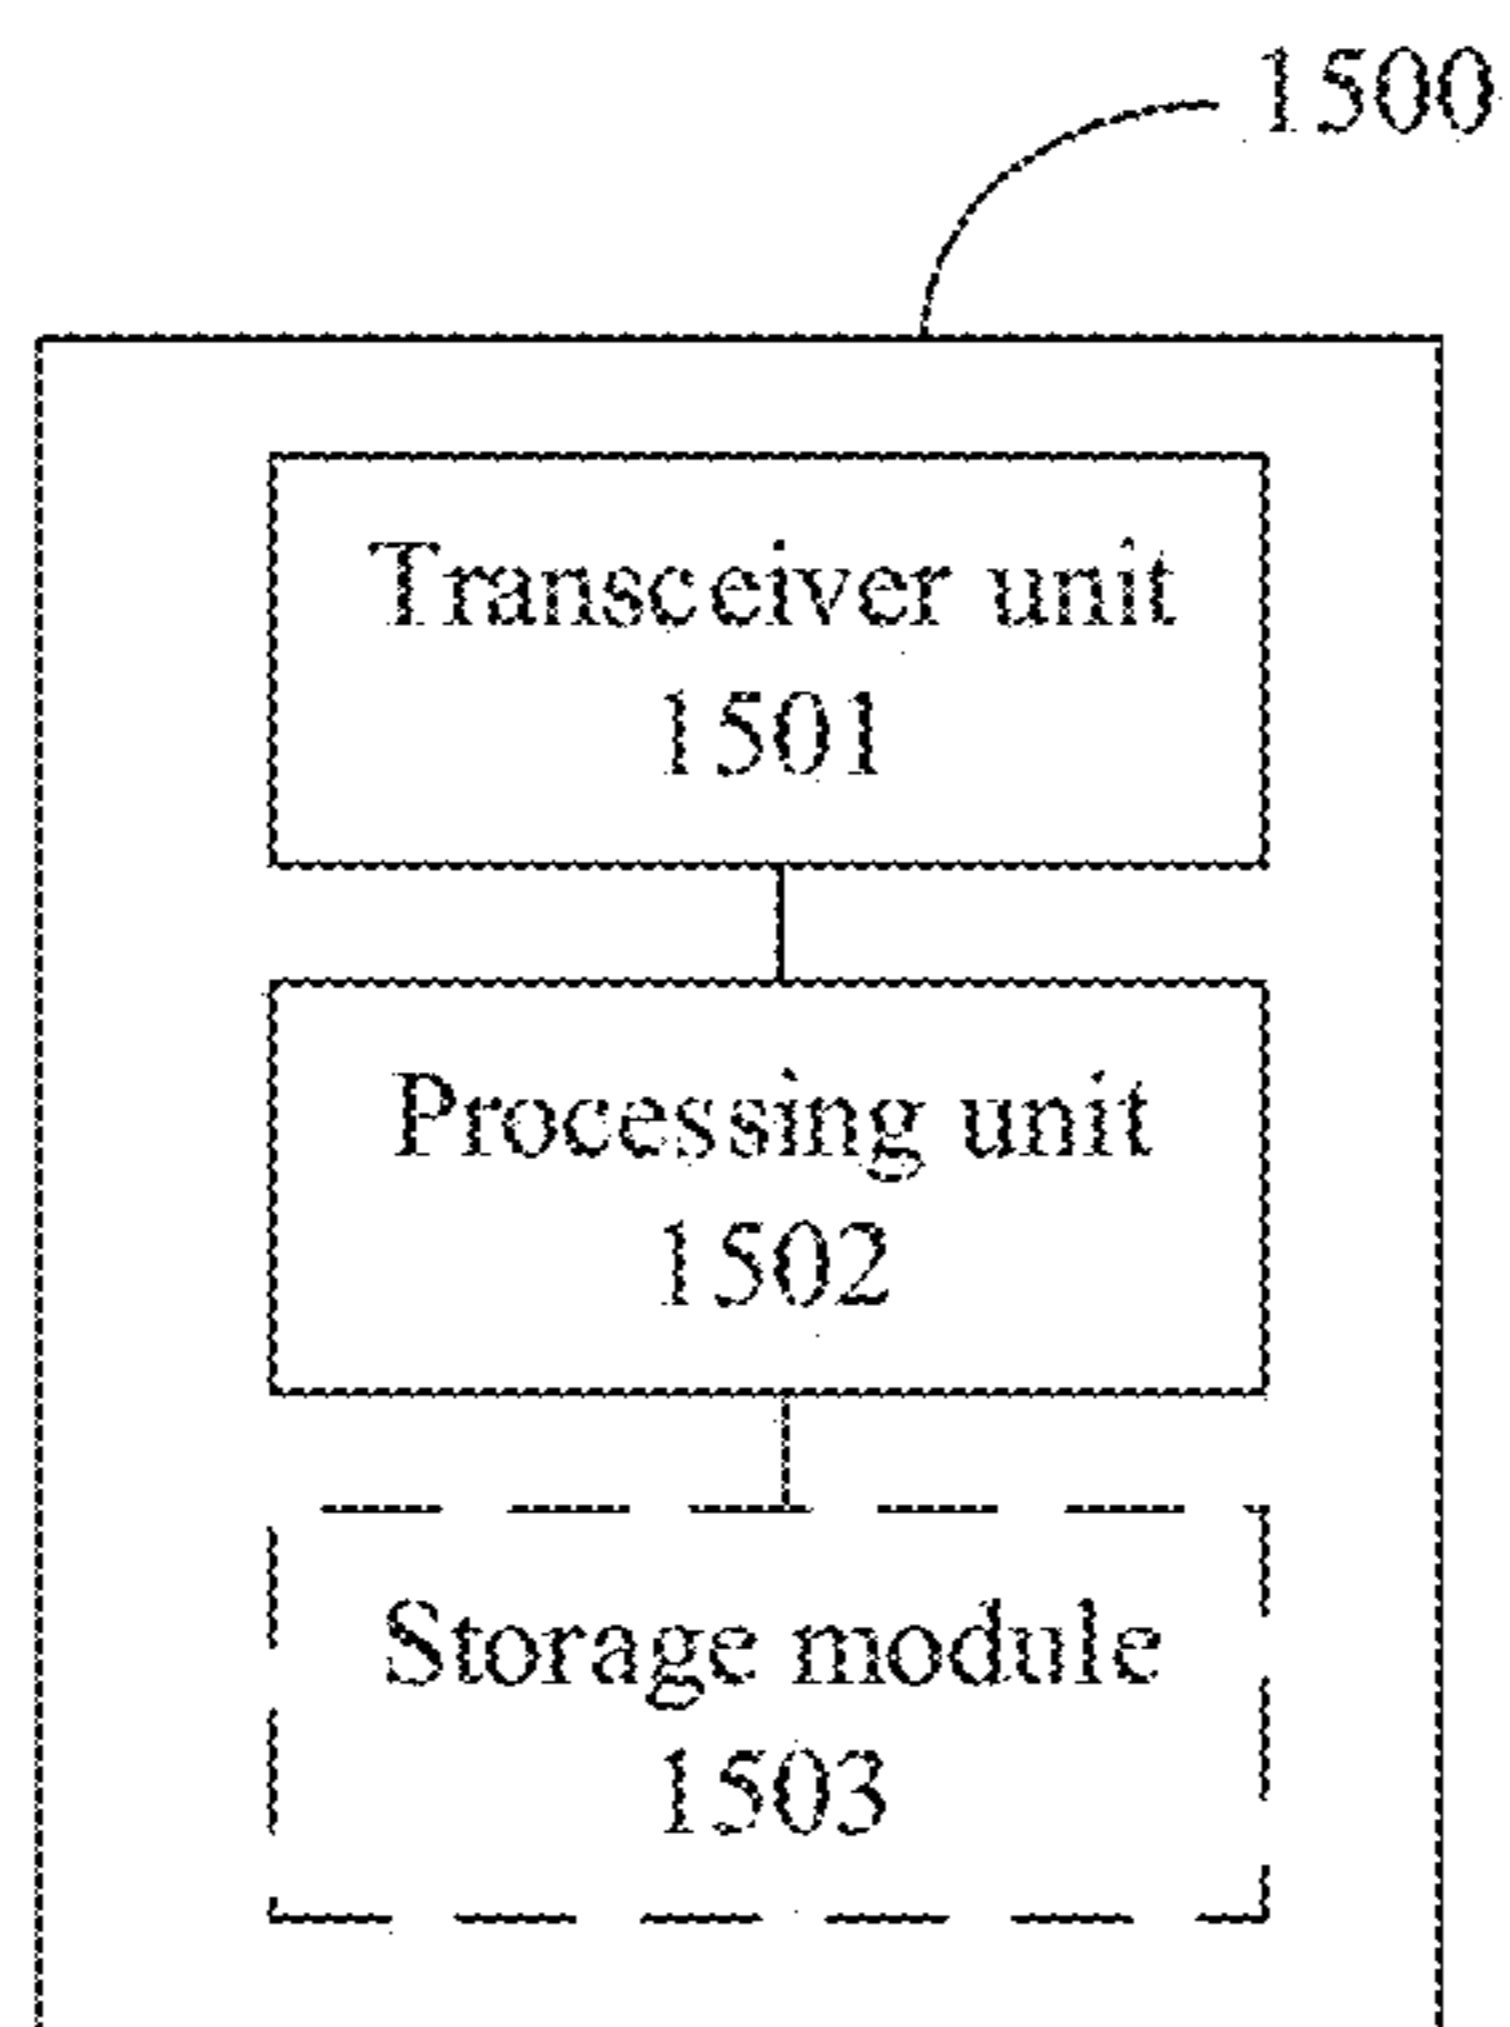 1500
Transceiver unit
1501
Processing unit
1502
Storage module
1503